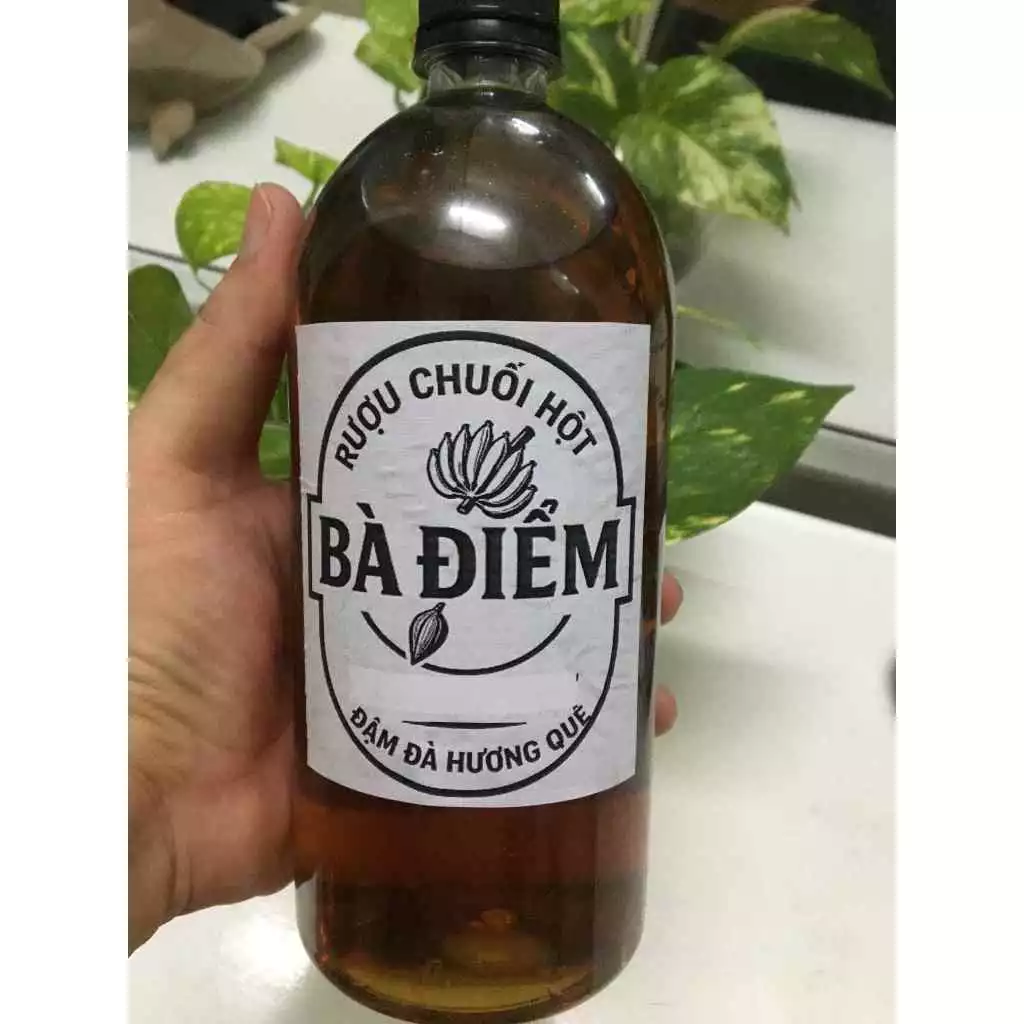 RƯỢU CHUỐI HỘT
BÀ ĐIỂM
ĐẬM ĐÀ HƯƠNG QUÊ